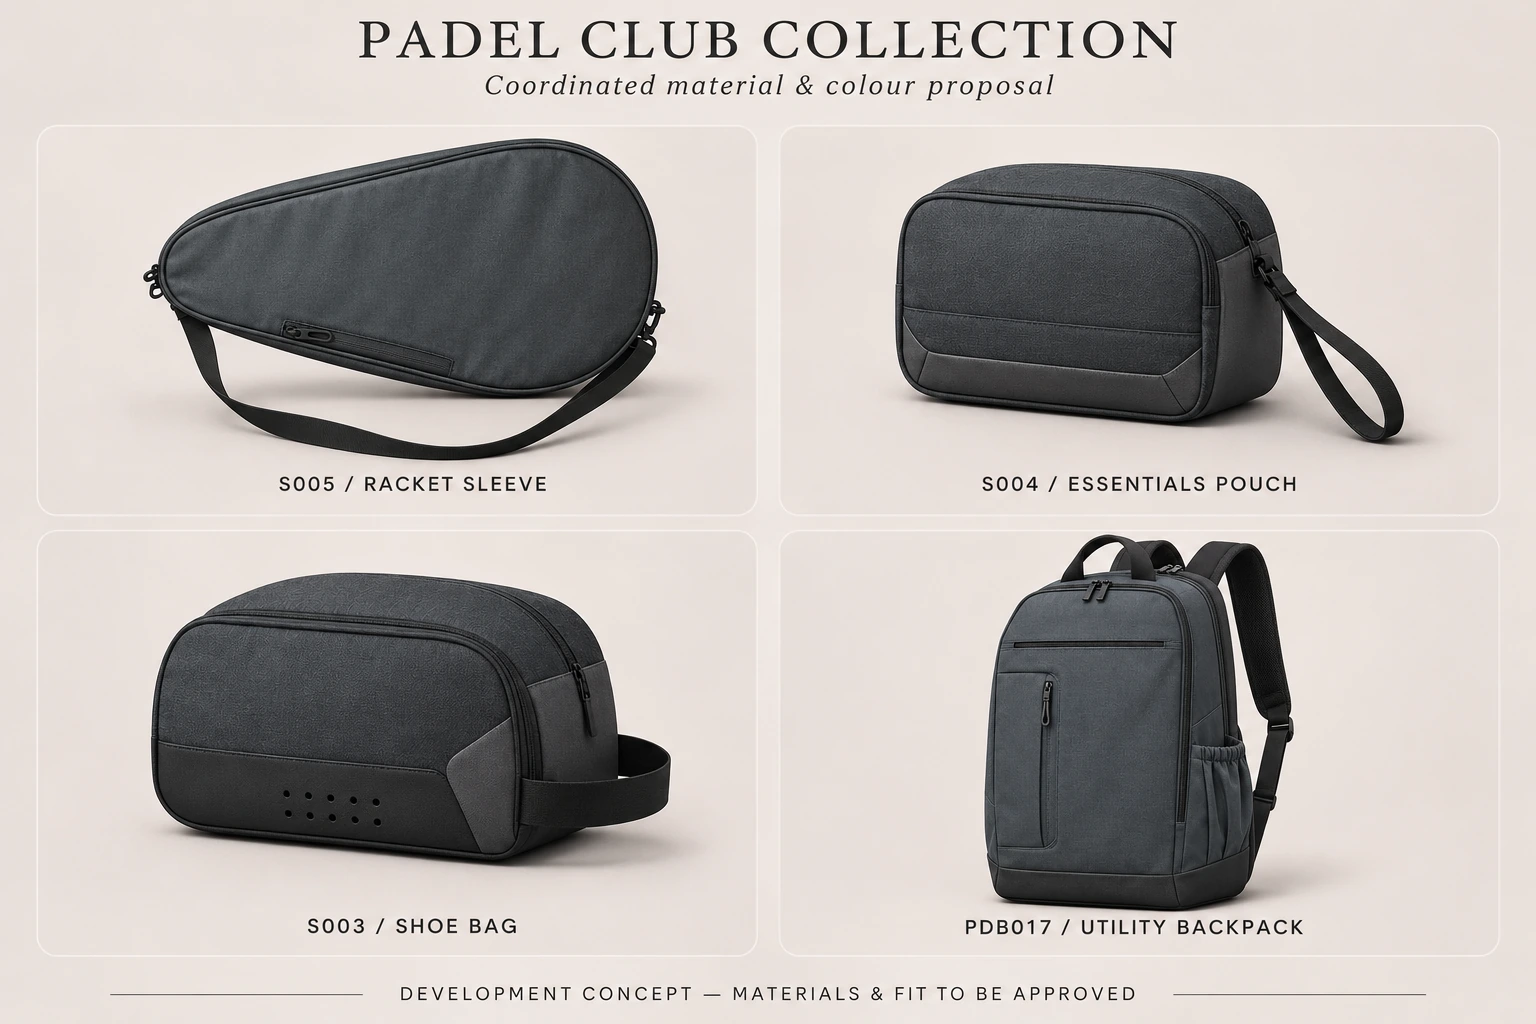 PADEL CLUB COLLECTION
Coordinated material & colour proposal
S005 / RACKET SLEEVE
S004 / ESSENTIALS POUCH
S003 / SHOE BAG
PDB017 / UTILITY BACKPACK
DEVELOPMENT CONCEPT — MATERIALS & FIT TO BE APPROVED